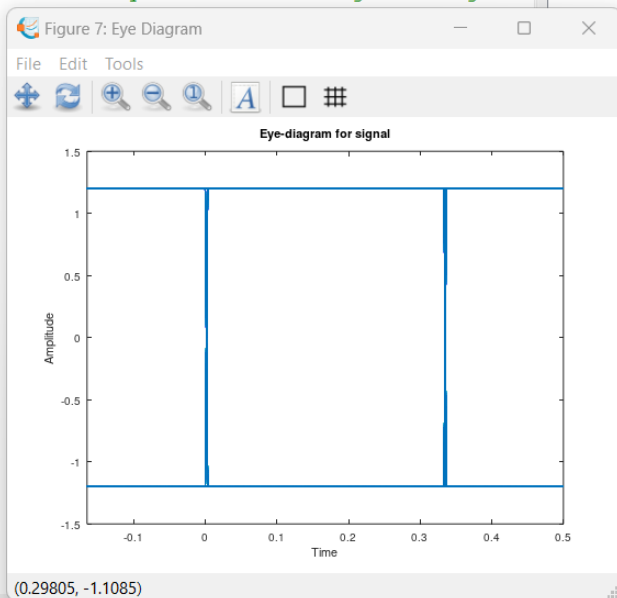 Figure 7: Eye Diagram
File Edit Tools
A
Eye-diagram for signal
1.5
1
0.5
0
-0.5
-1
-1.5
Amplitude
-0.1 0 0.1 0.2 0.3 0.4 0.5
Time
(0.29805, -1.1085)